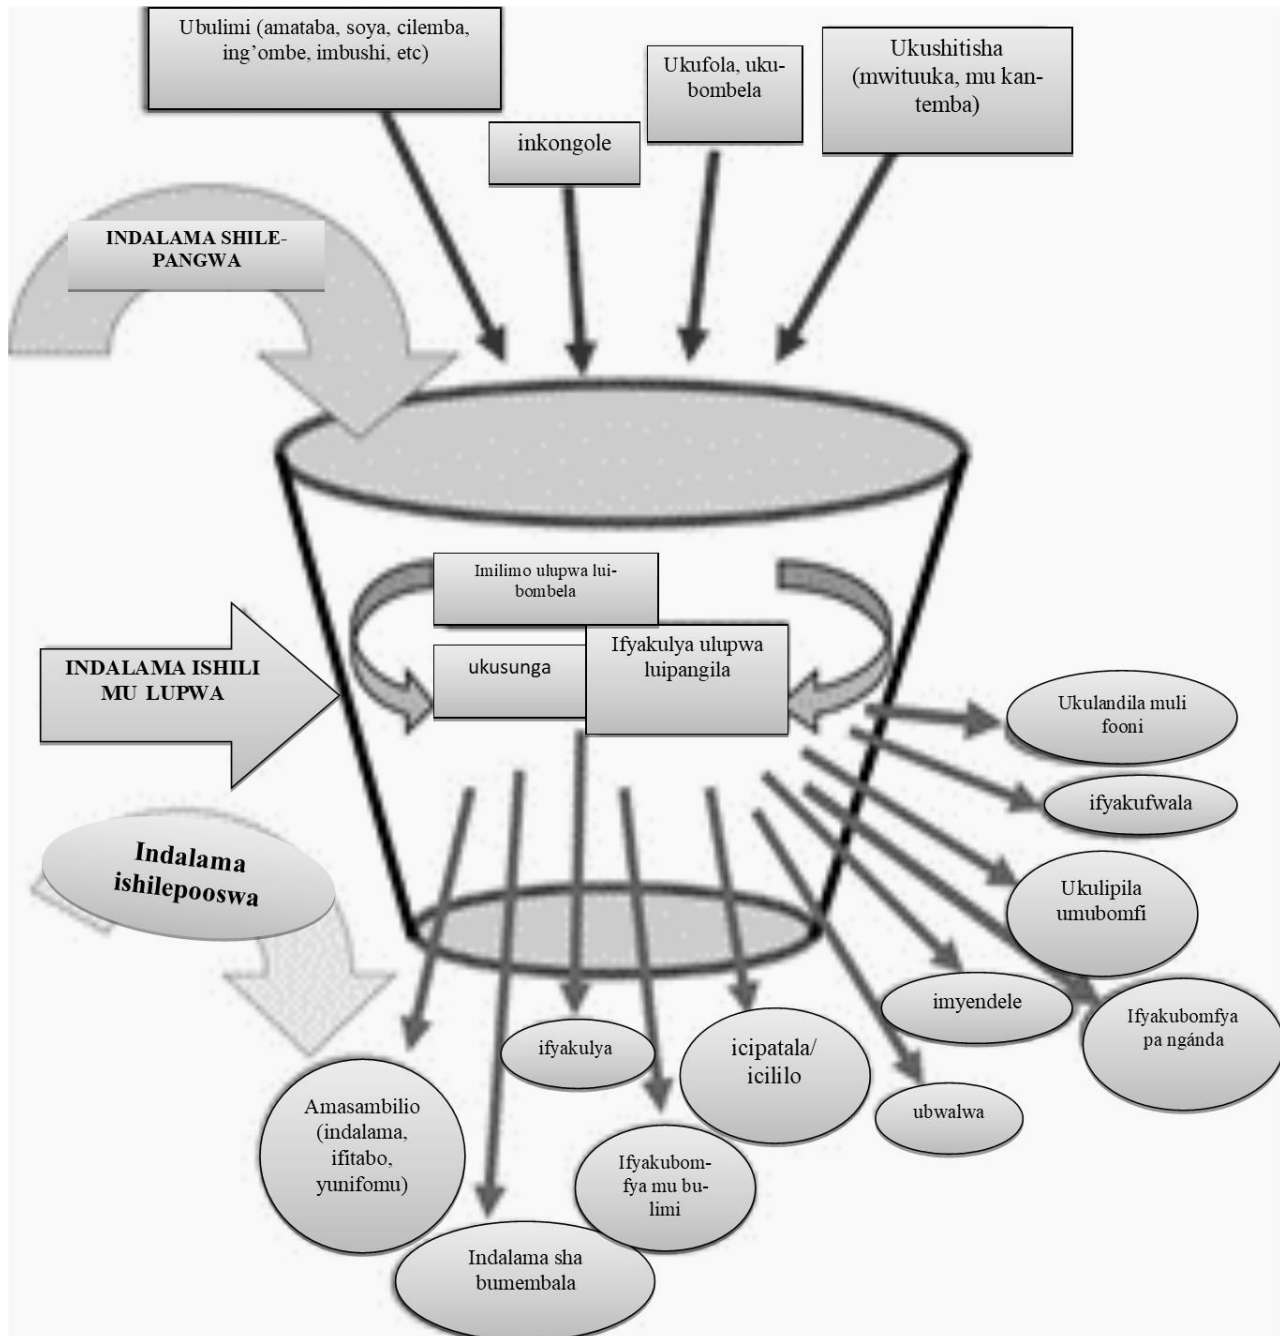 Ubulimi (amataba, soya, cilemba,
ing’ombe, imbushi, etc)
inkongole
Ukufola, uku-
bombela
Ukushitisha
(mwituuka, mu kan-
temba)
INDALAMA SHILE-
PANGWA
Imilimo ulupwa lui-
bombela
ukusunga
Ifyakulya ulupwa
luipangila
INDALAMA ISHILI
MU LUPWA
Ukulandila muli
fooni
ifyakufwala
Ukulipila
umubomfi
Ifyakubomfya
pa ngánda
imyendele
ubwalwa
icipatala/
icililo
ifyakulya
Ifyakubom-
fya mu bu-
limi
Indalama sha
bumembala
Amasambilio
(indalama,
ifitabo,
yunifomu)
Indalama
ishilepooswa